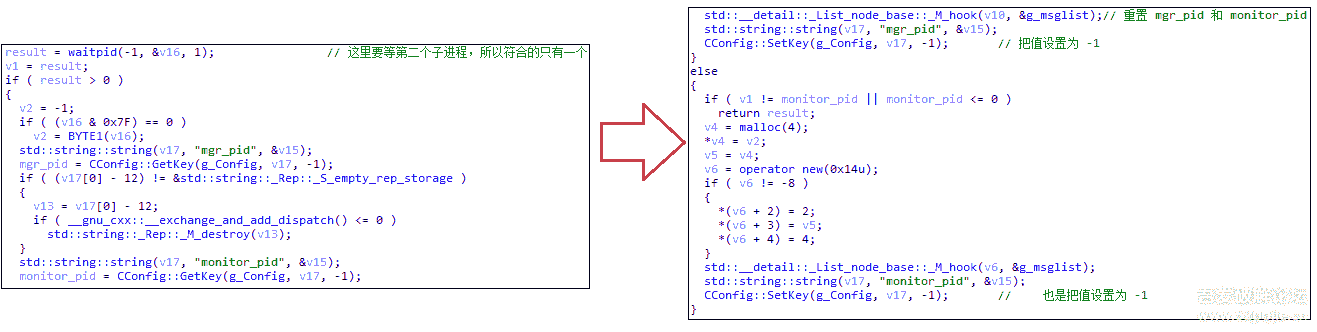 result = waitpid(-1, &v16, 1); // 这里要等第二个子进程，所以符合的只有一个
v1 = result;
if ( result > 0 )
{
v2 = -1;
if ( (v16 & 0x7F) == 0 )
v2 = BYTE1(v16);
std::string::string(v17, "mgr_pid", &v15);
mgr_pid = CConfig::GetKey(g_Config, v17, -1);
if ( (v17[0] - 12) != &std::string::_Rep::_S_empty_rep_storage )
{
v13 = v17[0] - 12;
if ( __gnu_cxx::__exchange_and_add_dispatch() <= 0 )
std::string::_Rep::_M_destroy(v13);
}
std::string::string(v17, "monitor_pid", &v15);
monitor_pid = CConfig::GetKey(g_Config, v17, -1);
std::__detail::_List_node_base::_M_hook(v10, &g_msglist);// 重置 mgr_pid 和 monitor_pid
std::string::string(v17, "mgr_pid", &v15);
CConfig::SetKey(g_Config, v17, -1); // 把值设置为 -1
}
else
{
if ( v1 != monitor_pid || monitor_pid <= 0 )
return result;
v4 = malloc(4);
*v4 = v2;
v5 = v4;
v6 = operator new(0x14u);
if ( v6 != -8 )
{
*(v6 + 2) = 2;
*(v6 + 3) = v5;
*(v6 + 4) = 4;
}
std::__detail::_List_node_base::_M_hook(v6, &g_msglist);
std::string::string(v17, "monitor_pid", &v15);
CConfig::SetKey(g_Config, v17, -1); // 也是把值设置为 -1
}